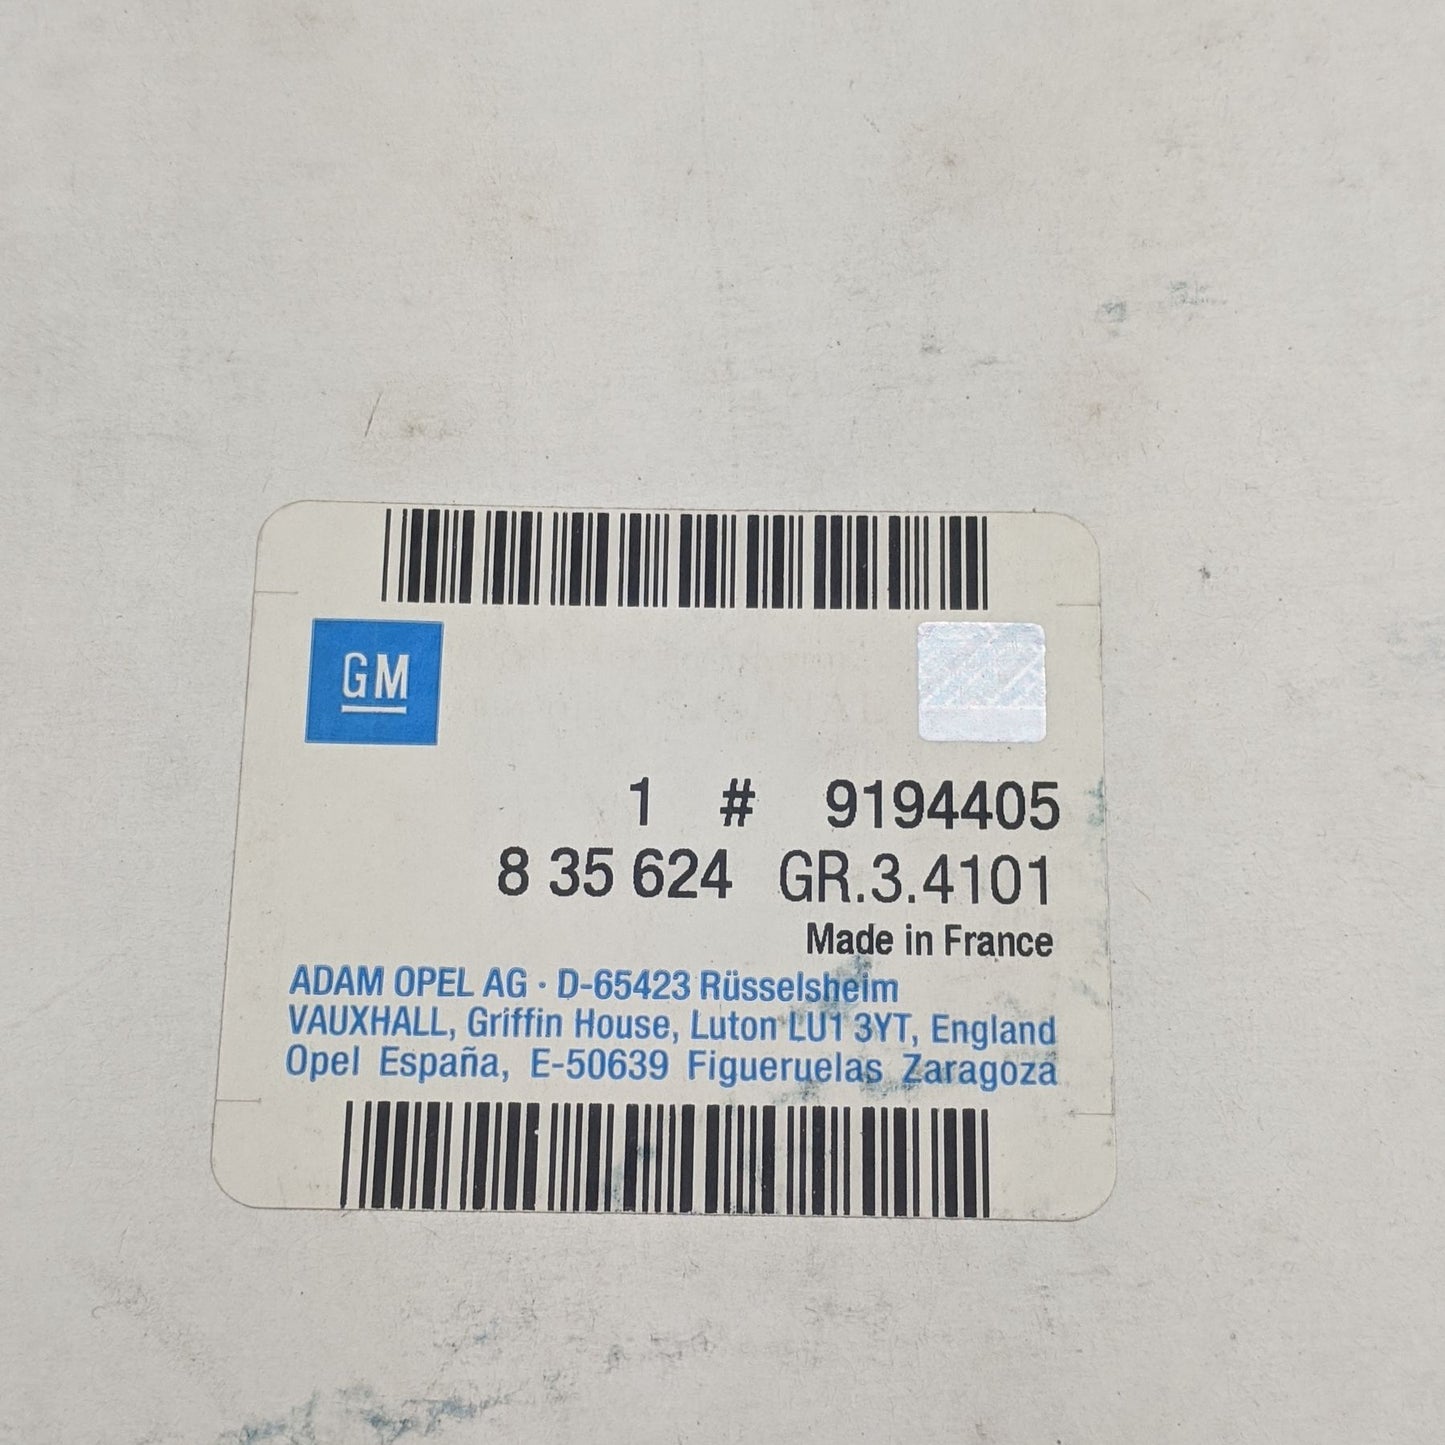 GM
1 # 9194405
8 35 624 GR.3.4101
Made in France
ADAM OPEL AG · D-65423 Rüsselsheim
VAUXHALL, Griffin House, Luton LU1 3YT, England
Opel España, E-50639 Figueruelas Zaragoza